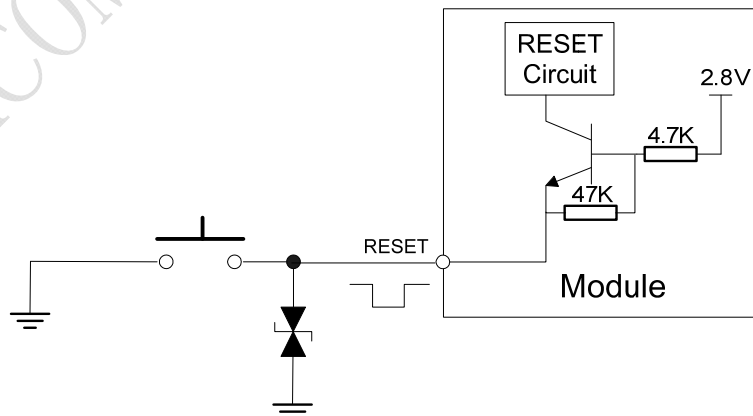 RESET
Circuit
2.8V
4.7K
47K
RESET
Module